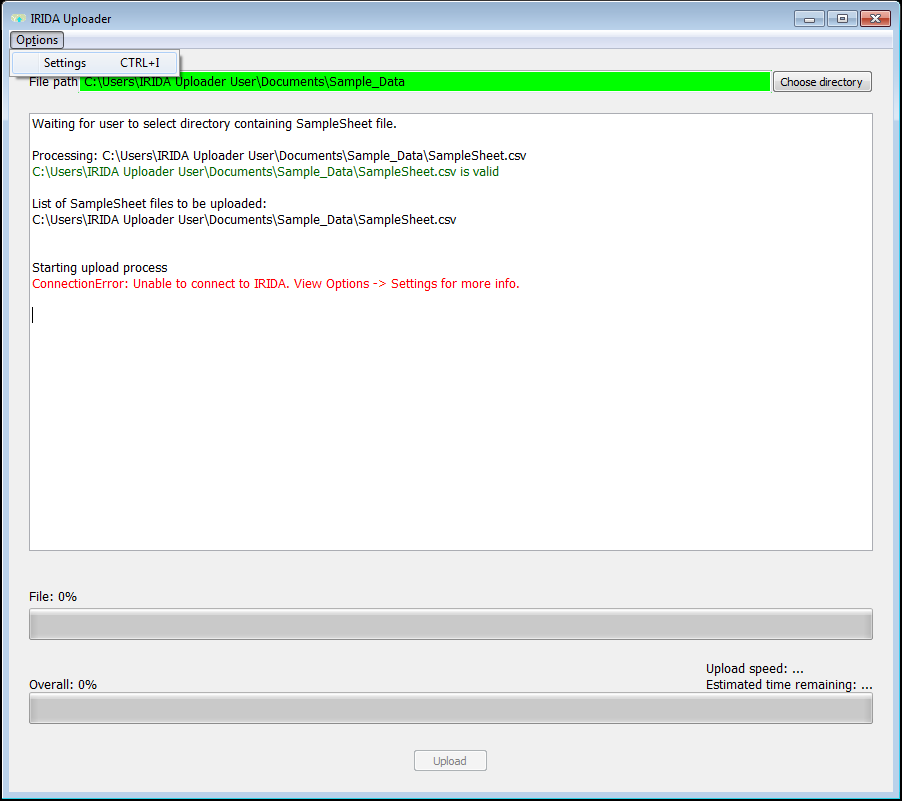 IRIDA Uploader
Options
Settings CTRL+I
File path C:\Users\IRIDA Uploader User\Documents\Sample_Data Choose directory
Waiting for user to select directory containing SampleSheet file.
Processing: C:\Users\IRIDA Uploader User\Documents\Sample_Data\SampleSheet.csv
C:\Users\IRIDA Uploader User\Documents\Sample_Data\SampleSheet.csv is valid
List of SampleSheet files to be uploaded:
C:\Users\IRIDA Uploader User\Documents\Sample_Data\SampleSheet.csv
Starting upload process
ConnectionError: Unable to connect to IRIDA. View Options -> Settings for more info.
File: 0%
Upload speed: ...
Overall: 0% Estimated time remaining: ...
Upload